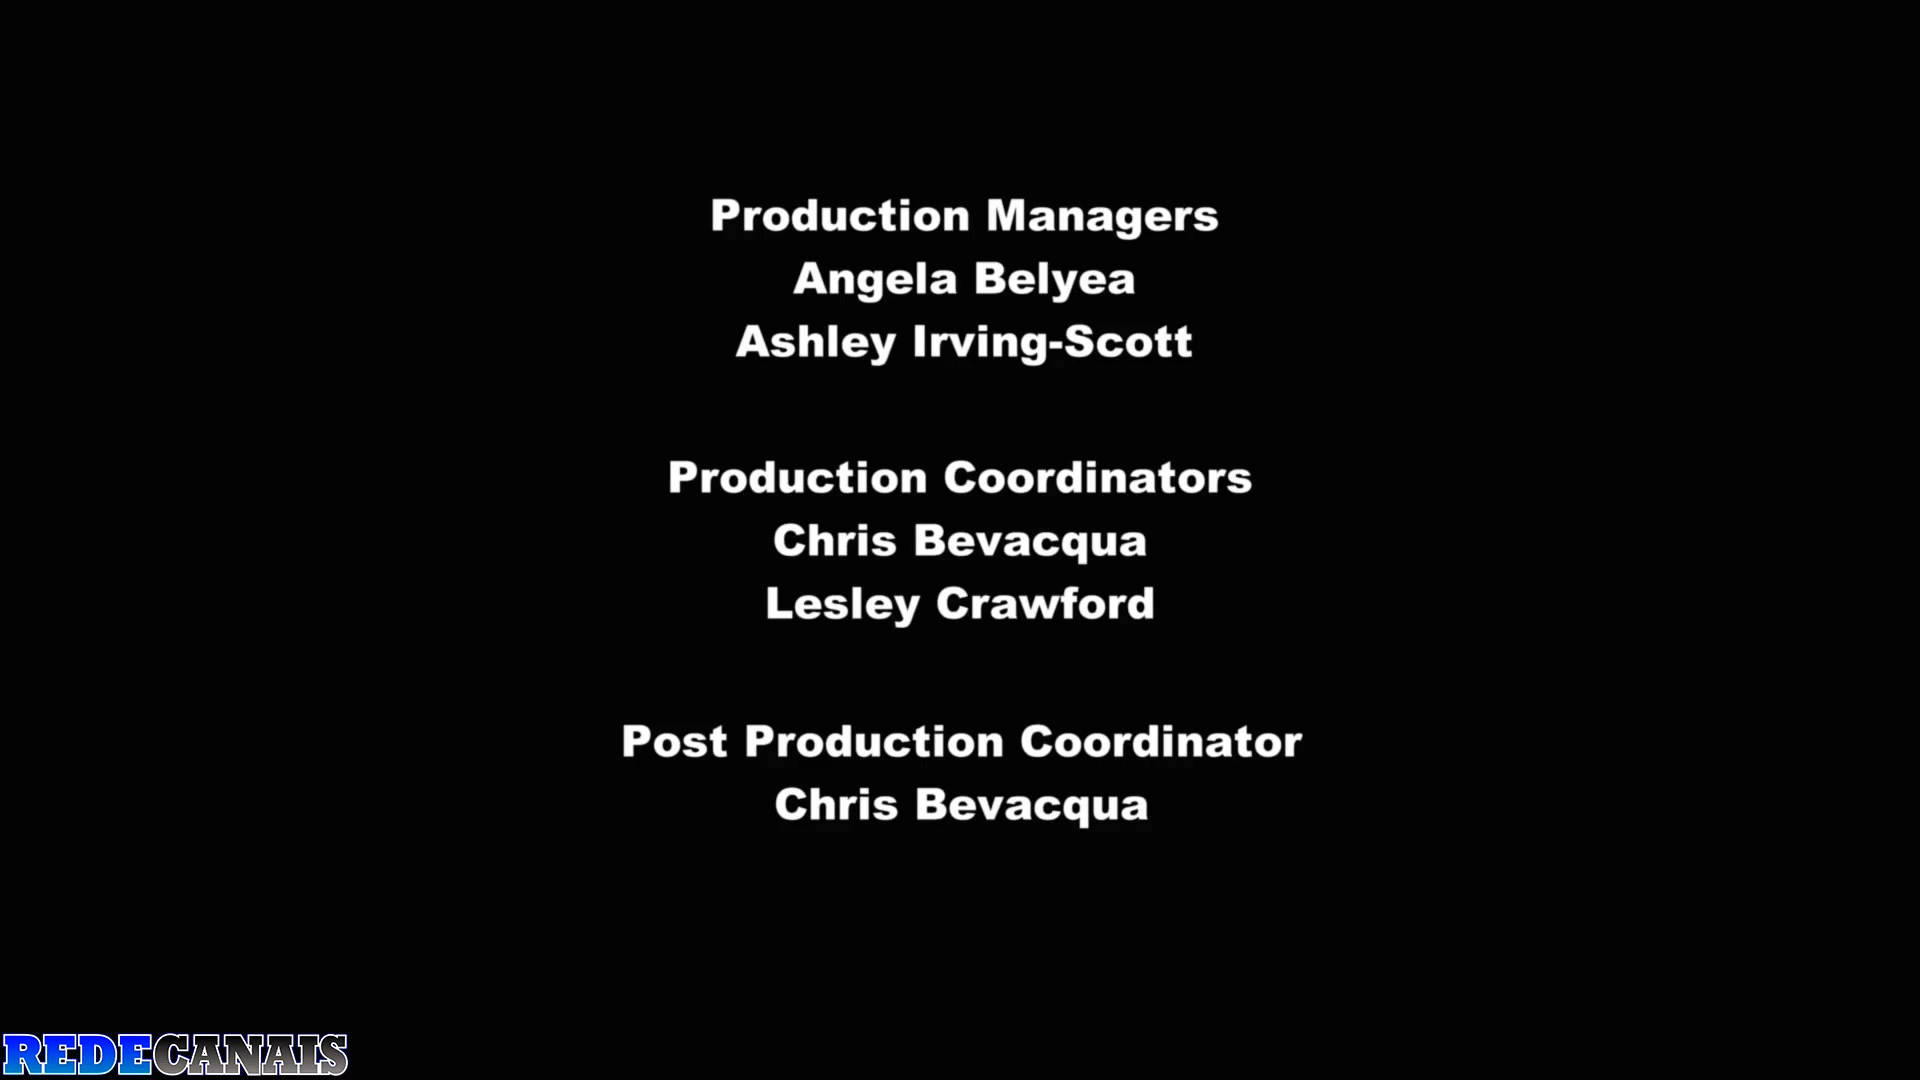 Production Managers
Angela Belyea
Ashley Irving-Scott
Production Coordinators
Chris Bevacqua
Lesley Crawford
Post Production Coordinator
Chris Bevacqua
REDECANAIS